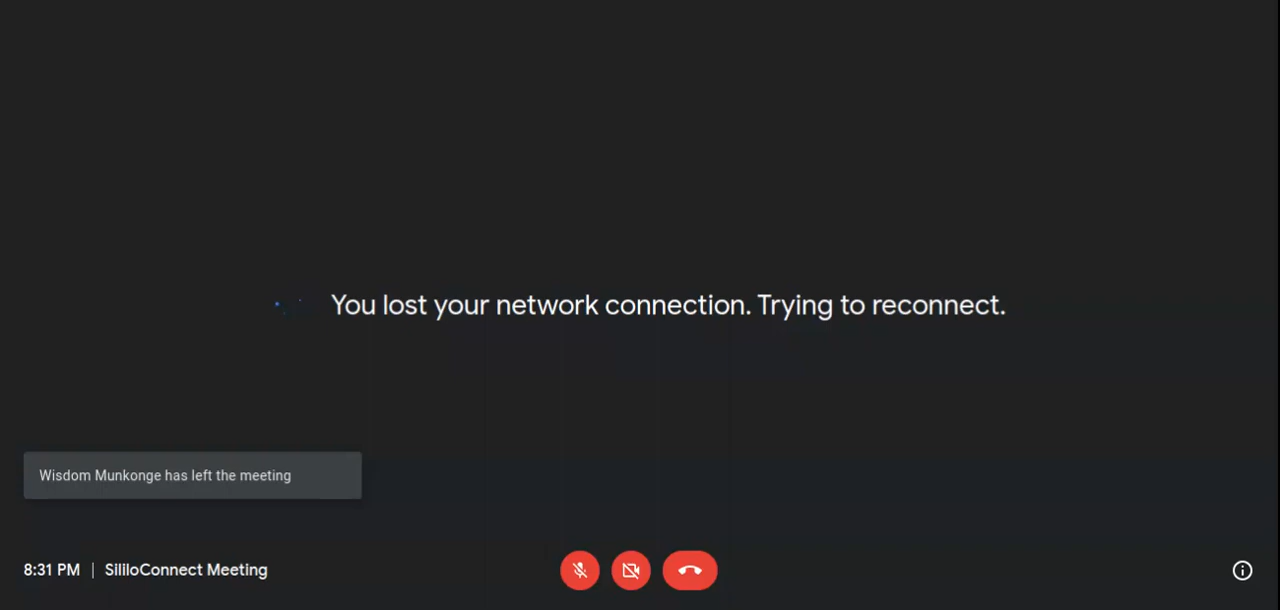 You lost your network connection. Trying to reconnect.
Wisdom Munkonge has left the meeting
8:31 PM | SililoConnect Meeting